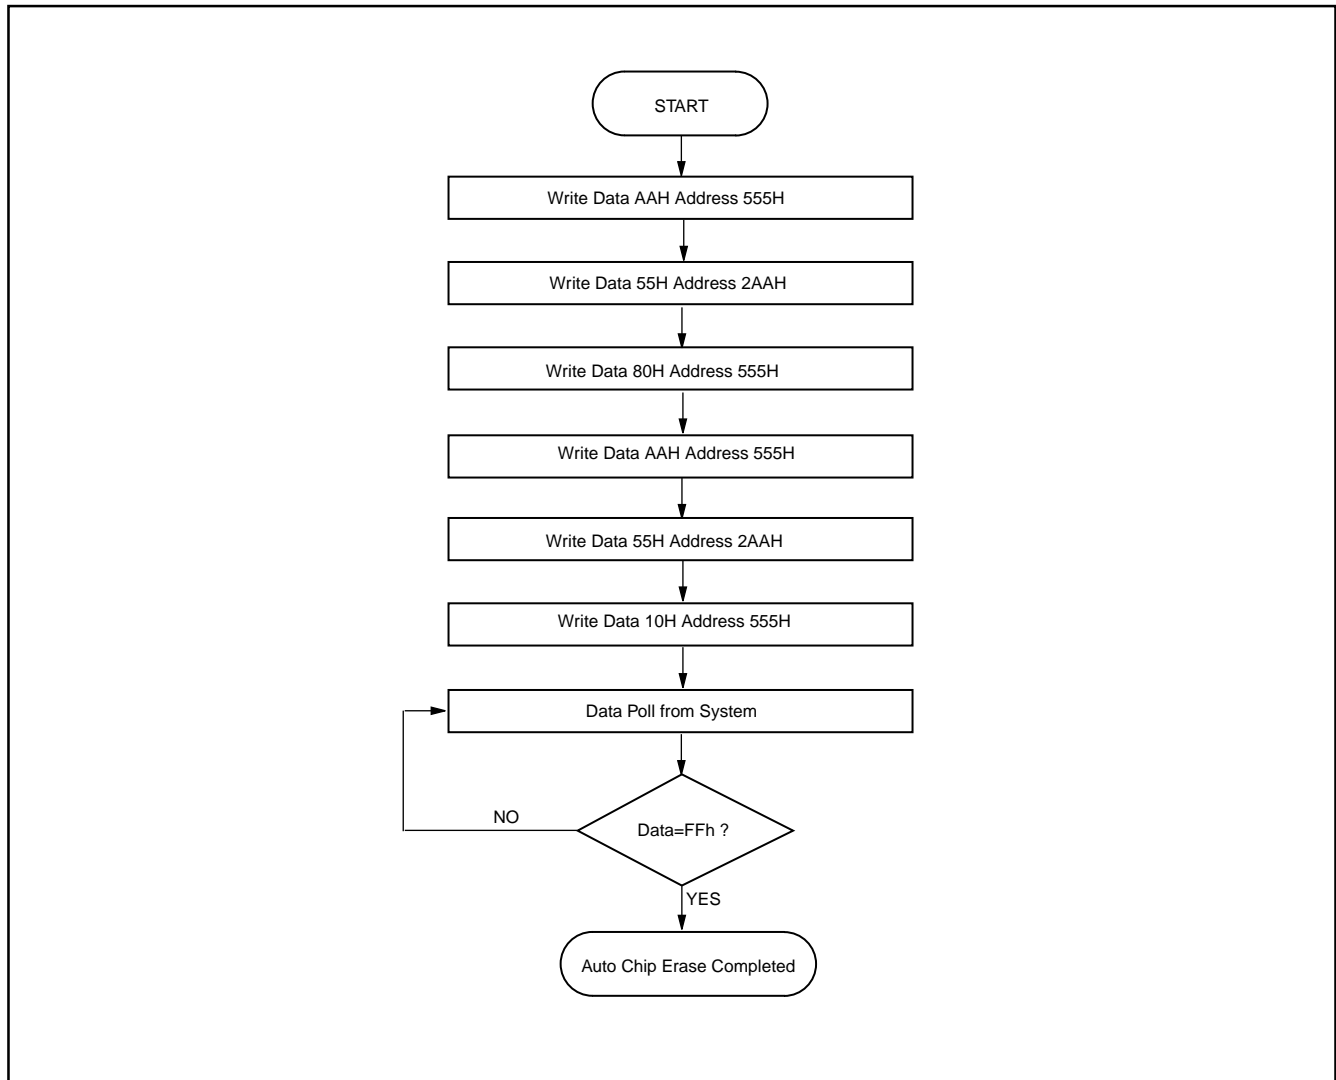 START
Write Data AAH Address 555H
Write Data 55H Address 2AAH
Write Data 80H Address 555H
Write Data AAH Address 555H
Write Data 55H Address 2AAH
Write Data 10H Address 555H
Data Poll from System
NO
Data=FFh ?
YES
Auto Chip Erase Completed